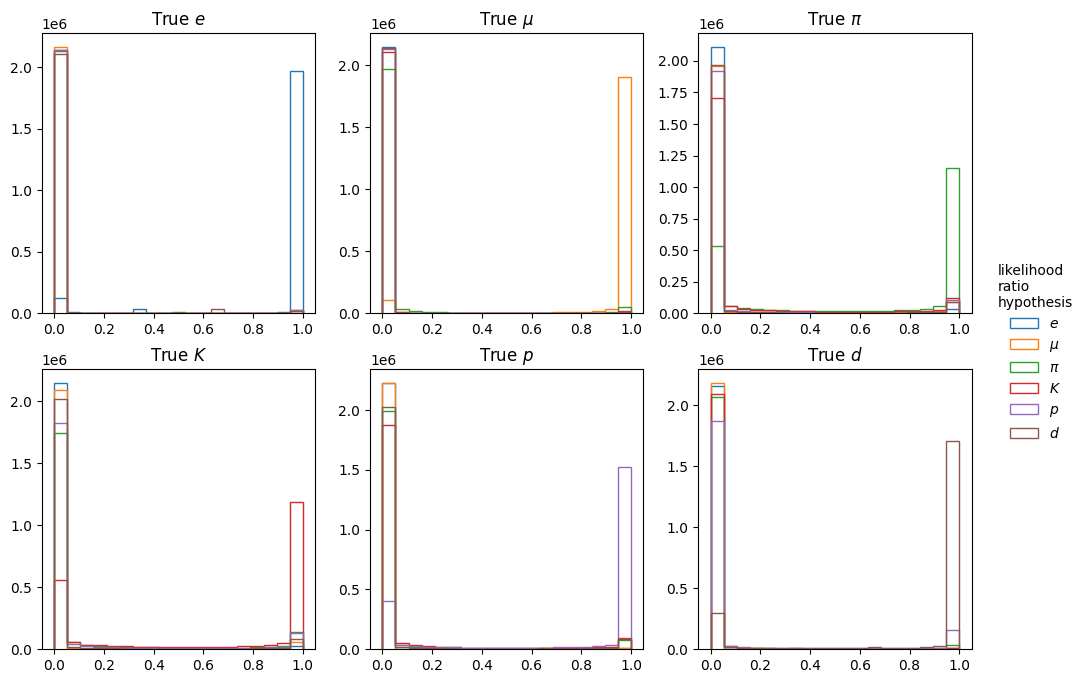 True e
1e6
2.0
1.5
1.0
0.5
0.0
0.0 0.2 0.4 0.6 0.8 1.0
True μ
1e6
2.0
1.5
1.0
0.5
0.0
0.0 0.2 0.4 0.6 0.8 1.0
True π
1e6
2.00
1.75
1.50
1.25
1.00
0.75
0.50
0.25
0.00
0.0 0.2 0.4 0.6 0.8 1.0
True K
1e6
2.0
1.5
1.0
0.5
0.0
0.0 0.2 0.4 0.6 0.8 1.0
True p
1e6
2.0
1.5
1.0
0.5
0.0
0.0 0.2 0.4 0.6 0.8 1.0
True d
1e6
2.0
1.5
1.0
0.5
0.0
0.0 0.2 0.4 0.6 0.8 1.0
likelihood
ratio
hypothesis
e
μ
π
K
p
d